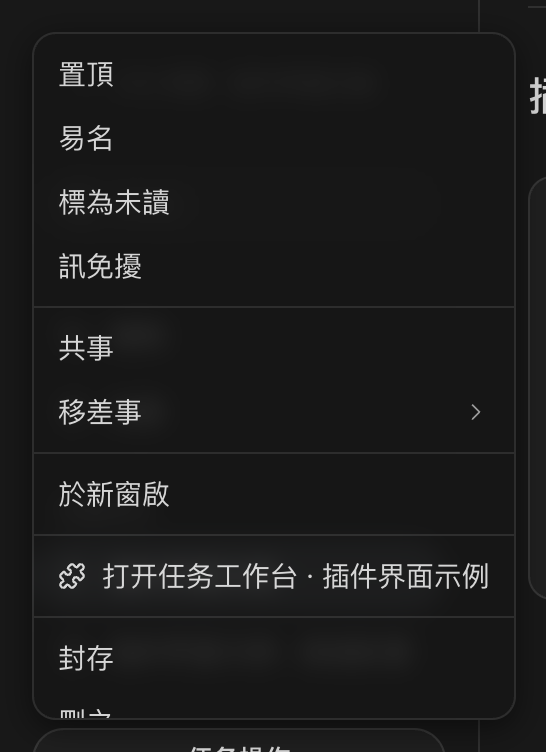 置頂
易名
標為未讀
訊免擾
共事
移差事
於新窗啟
打开任务工作台 · 插件界面示例
封存